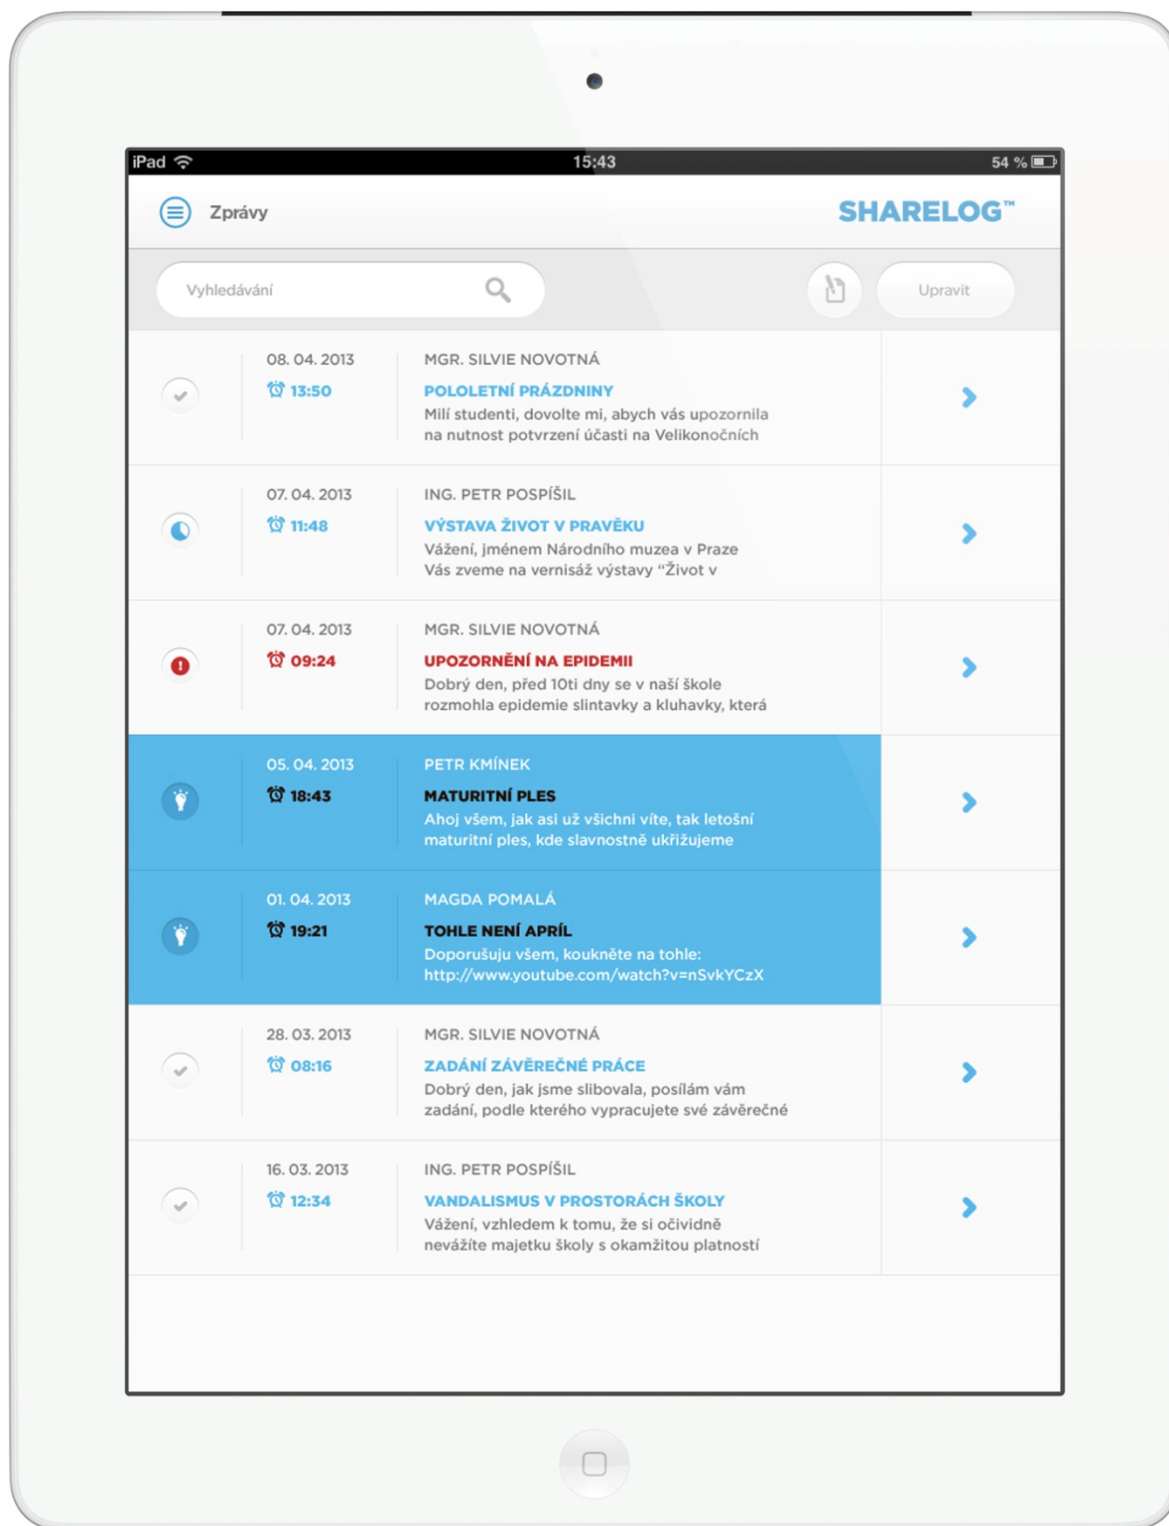 iPad 15:43 54 %
Zprávy SHARELOG™
Vyhledávání Upravit
08. 04. 2013 MGR. SILVIE NOVOTNÁ
13:50 POLOLETNÍ PRÁZDNINY
Milí studenti, dovolte mi, abych vás upozornila
na nutnost potvrzení účasti na Velikonočních
07. 04. 2013 ING. PETR POSPÍŠIL
11:48 VÝSTAVA ŽIVOT V PRAVĚKU
Vážení, jménem Národního muzea v Praze
Vás zveme na vernisáž výstavy “Život v
07. 04. 2013 MGR. SILVIE NOVOTNÁ
09:24 UPOZORNĚNÍ NA EPIDEMII
Dobrý den, před 10ti dny se v naší škole
rozmohla epidemie slintavky a kluhavky, která
05. 04. 2013 PETR KMÍNEK
18:43 MATURITNÍ PLES
Ahoj všem, jak asi už všichni víte, tak letošní
maturitní ples, kde slavnostně ukřižujeme
01. 04. 2013 MAGDA POMALÁ
19:21 TOHLE NENÍ APRÍL
Doporušuju všem, koukněte na tohle:
http://www.youtube.com/watch?v=nSvkYCzX
28. 03. 2013 MGR. SILVIE NOVOTNÁ
08:16 ZADÁNÍ ZÁVĚREČNÉ PRÁCE
Dobrý den, jak jsme slibovala, posílám vám
zadání, podle kterého vypracujete své závěrečné
16. 03. 2013 ING. PETR POSPÍŠIL
12:34 VANDALISMUS V PROSTORÁCH ŠKOLY
Vážení, vzhledem k tomu, že si očividně
nevážíte majetku školy s okamžitou platností